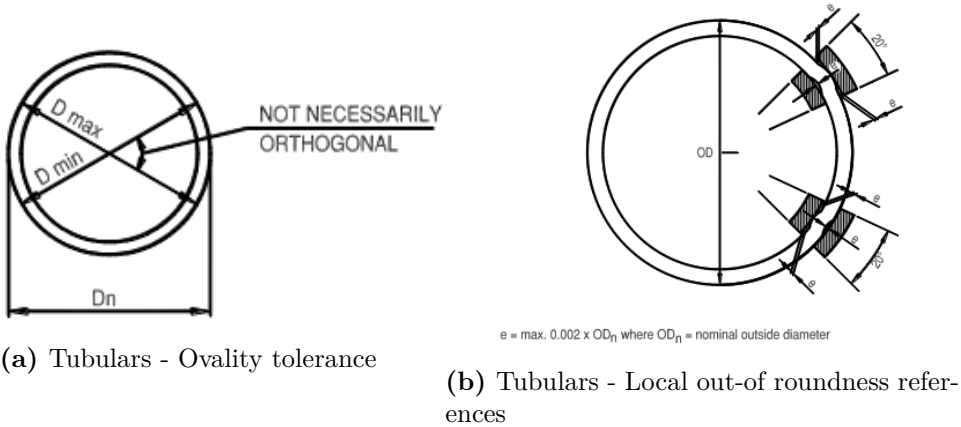 D max
D min
NOT NECESSARILY
ORTHOGONAL
Dn
(a) Tubulars - Ovality tolerance
e
20°
e
e
OD
e
e
20°
e
e = max. 0.002 x ODn where ODn = nominal outside diameter
(b) Tubulars - Local out-of roundness refer-
ences